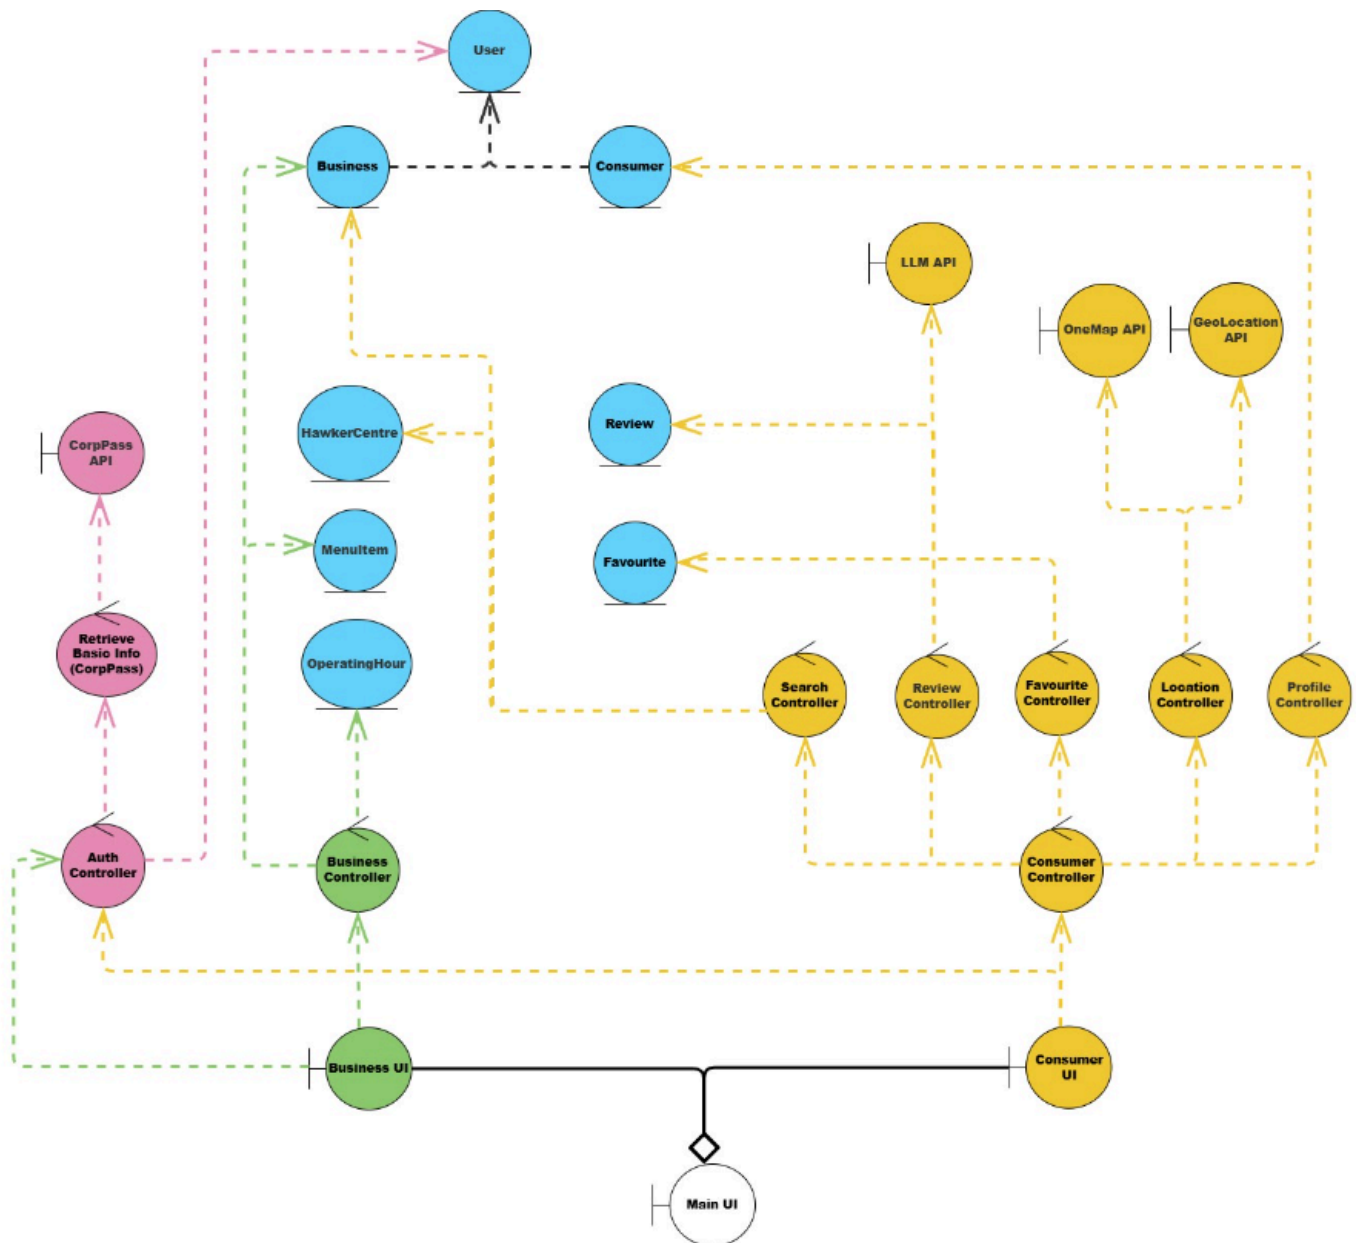 User
Business
Consumer
LLM API
OneMap API
GeoLocation
API
HawkerCentre
Review
CorpPass
API
MenuItem
Favourite
Retrieve
Basic Info
(CorpPass)
OperatingHour
Search
Controller
Review
Controller
Favourite
Controller
Location
Controller
Profile
Controller
Auth
Controller
Business
Controller
Consumer
Controller
Business UI
Consumer
UI
Main UI